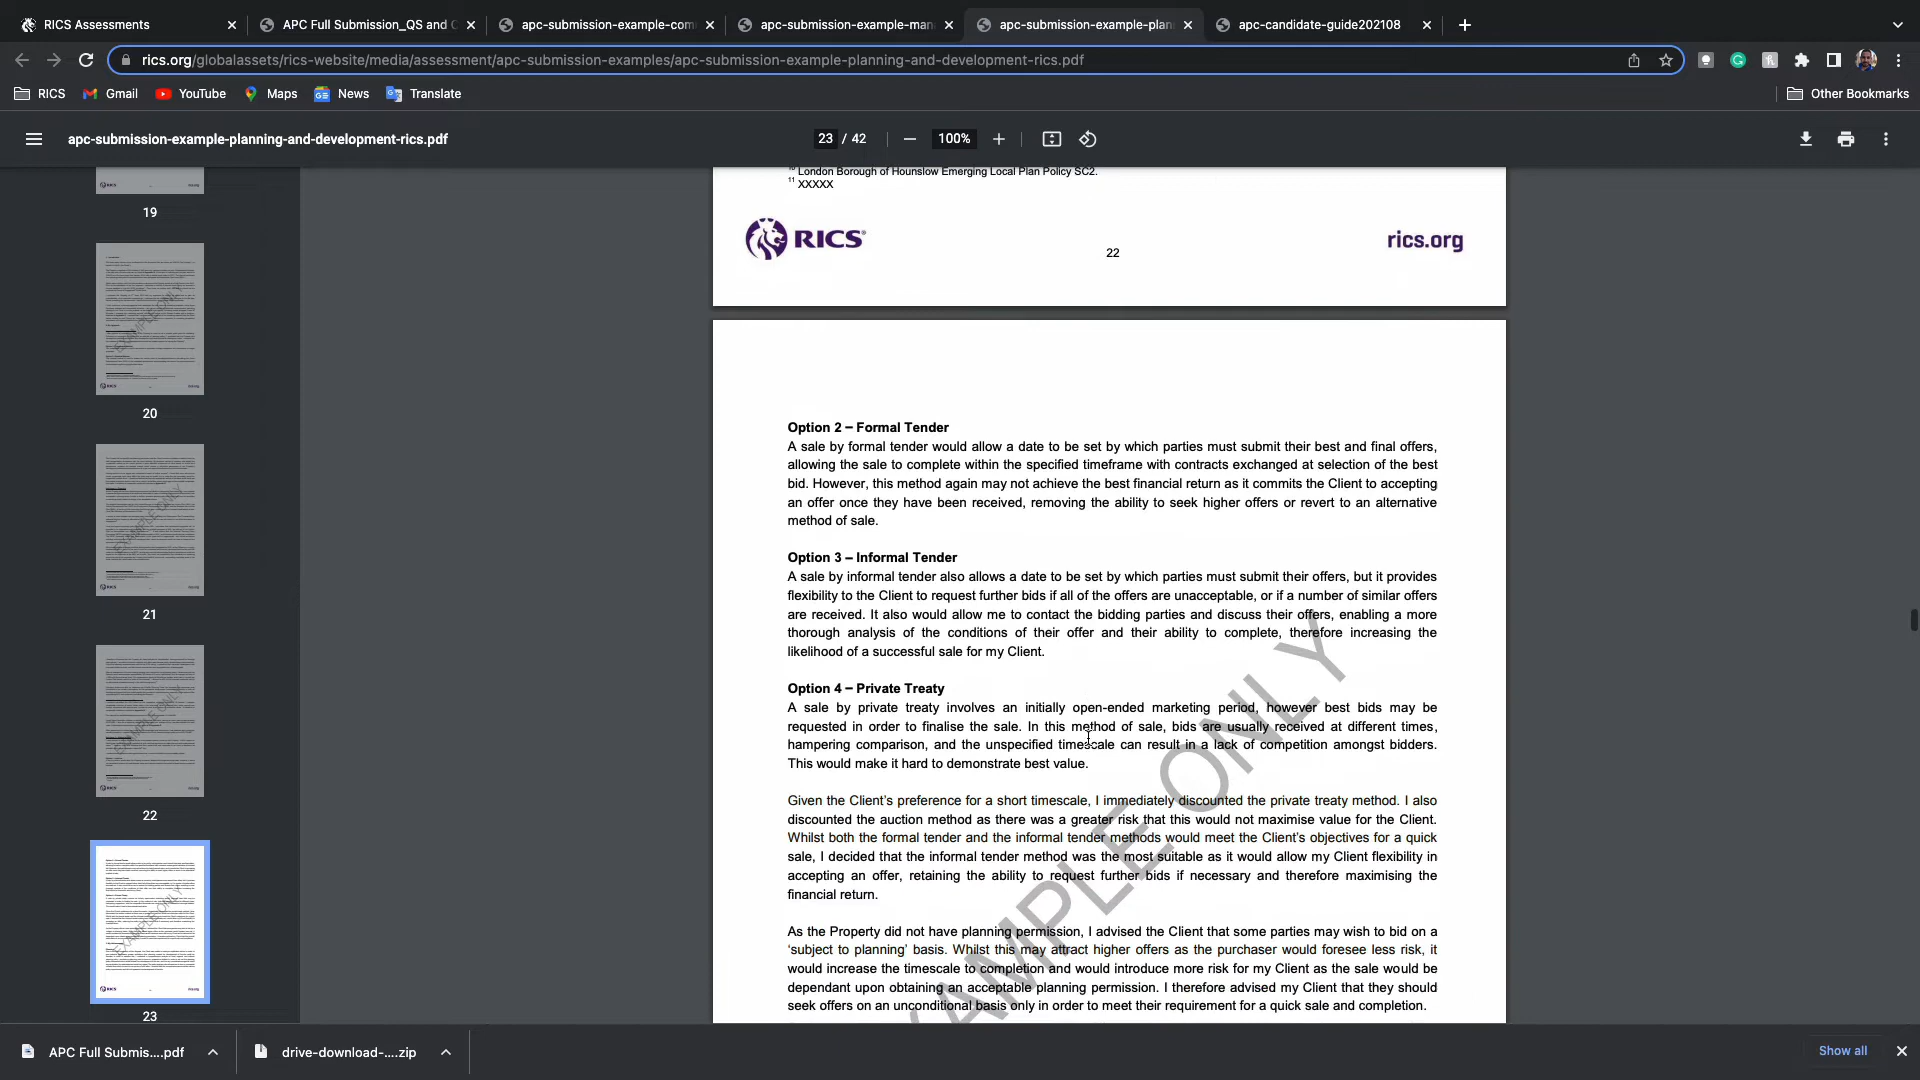 RICS Assessments
APC Full Submission_QS and C
apc-submission-example-com
apc-submission-example-man
apc-submission-example-plan
apc-candidate-guide202108
rics.org/globalassets/rics-website/media/assessment/apc-submission-examples/apc-submission-example-planning-and-development-rics.pdf
RICS
Gmail
YouTube
Maps
News
Translate
Other Bookmarks
apc-submission-example-planning-and-development-rics.pdf
23 / 42
100%
19
20
21
22
23
10 London Borough of Hounslow Emerging Local Plan Policy SC2.
11 XXXXX
RICS
22
rics.org
Option 2 – Formal Tender
A sale by formal tender would allow a date to be set by which parties must submit their best and final offers,
allowing the sale to complete within the specified timeframe with contracts exchanged at selection of the best
bid. However, this method again may not achieve the best financial return as it commits the Client to accepting
an offer once they have been received, removing the ability to seek higher offers or revert to an alternative
method of sale.
Option 3 – Informal Tender
A sale by informal tender also allows a date to be set by which parties must submit their offers, but it provides
flexibility to the Client to request further bids if all of the offers are unacceptable, or if a number of similar offers
are received. It also would allow me to contact the bidding parties and discuss their offers, enabling a more
thorough analysis of the conditions of their offer and their ability to complete, therefore increasing the
likelihood of a successful sale for my Client.
Option 4 – Private Treaty
A sale by private treaty involves an initially open-ended marketing period, however best bids may be
requested in order to finalise the sale. In this method of sale, bids are usually received at different times,
hampering comparison, and the unspecified timescale can result in a lack of competition amongst bidders.
This would make it hard to demonstrate best value.
Given the Client's preference for a short timescale, I immediately discounted the private treaty method. I also
discounted the auction method as there was a greater risk that this would not maximise value for the Client.
Whilst both the formal tender and the informal tender methods would meet the Client's objectives for a quick
sale, I decided that the informal tender method was the most suitable as it would allow my Client flexibility in
accepting an offer, retaining the ability to request further bids if necessary and therefore maximising the
financial return.
As the Property did not have planning permission, I advised the Client that some parties may wish to bid on a
'subject to planning' basis. Whilst this may attract higher offers as the purchaser would foresee less risk, it
would increase the timescale to completion and would introduce more risk for my Client as the sale would be
dependant upon obtaining an acceptable planning permission. I therefore advised my Client that they should
seek offers on an unconditional basis only in order to meet their requirement for a quick sale and completion.
XAMPLE ONLY
APC Full Submis....pdf
drive-download-....zip
Show all